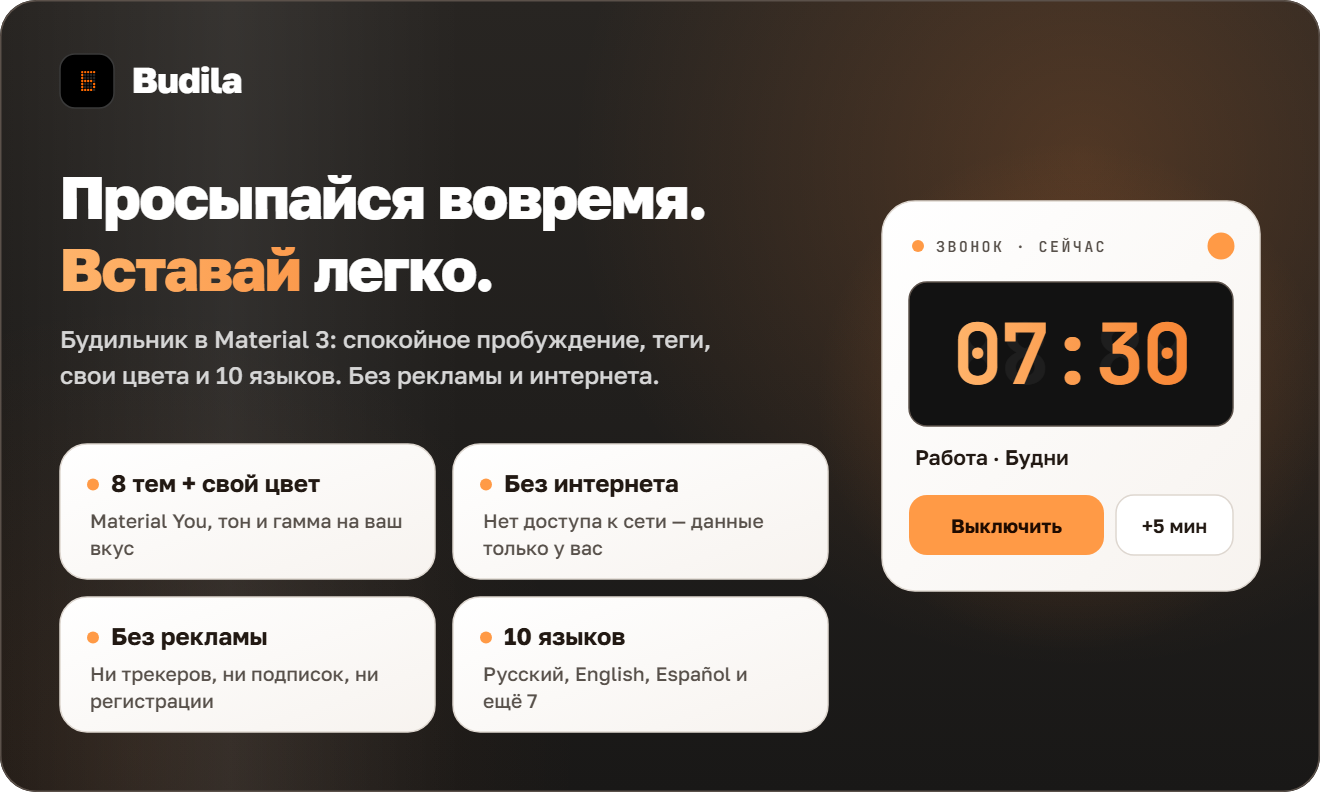 Б
Budila
Просыпайся вовремя.
Вставай легко.
Будильник в Material 3: спокойное пробуждение, теги,
свои цвета и 10 языков. Без рекламы и интернета.
8 тем + свой цвет
Material You, тон и гамма на ваш
вкус
Без интернета
Нет доступа к сети — данные
только у вас
Без рекламы
Ни трекеров, ни подписок, ни
регистрации
10 языков
Русский, English, Español и
ещё 7
ЗВОНОК · СЕЙЧАС
07:30
Работа · Будни
Выключить
+5 мин